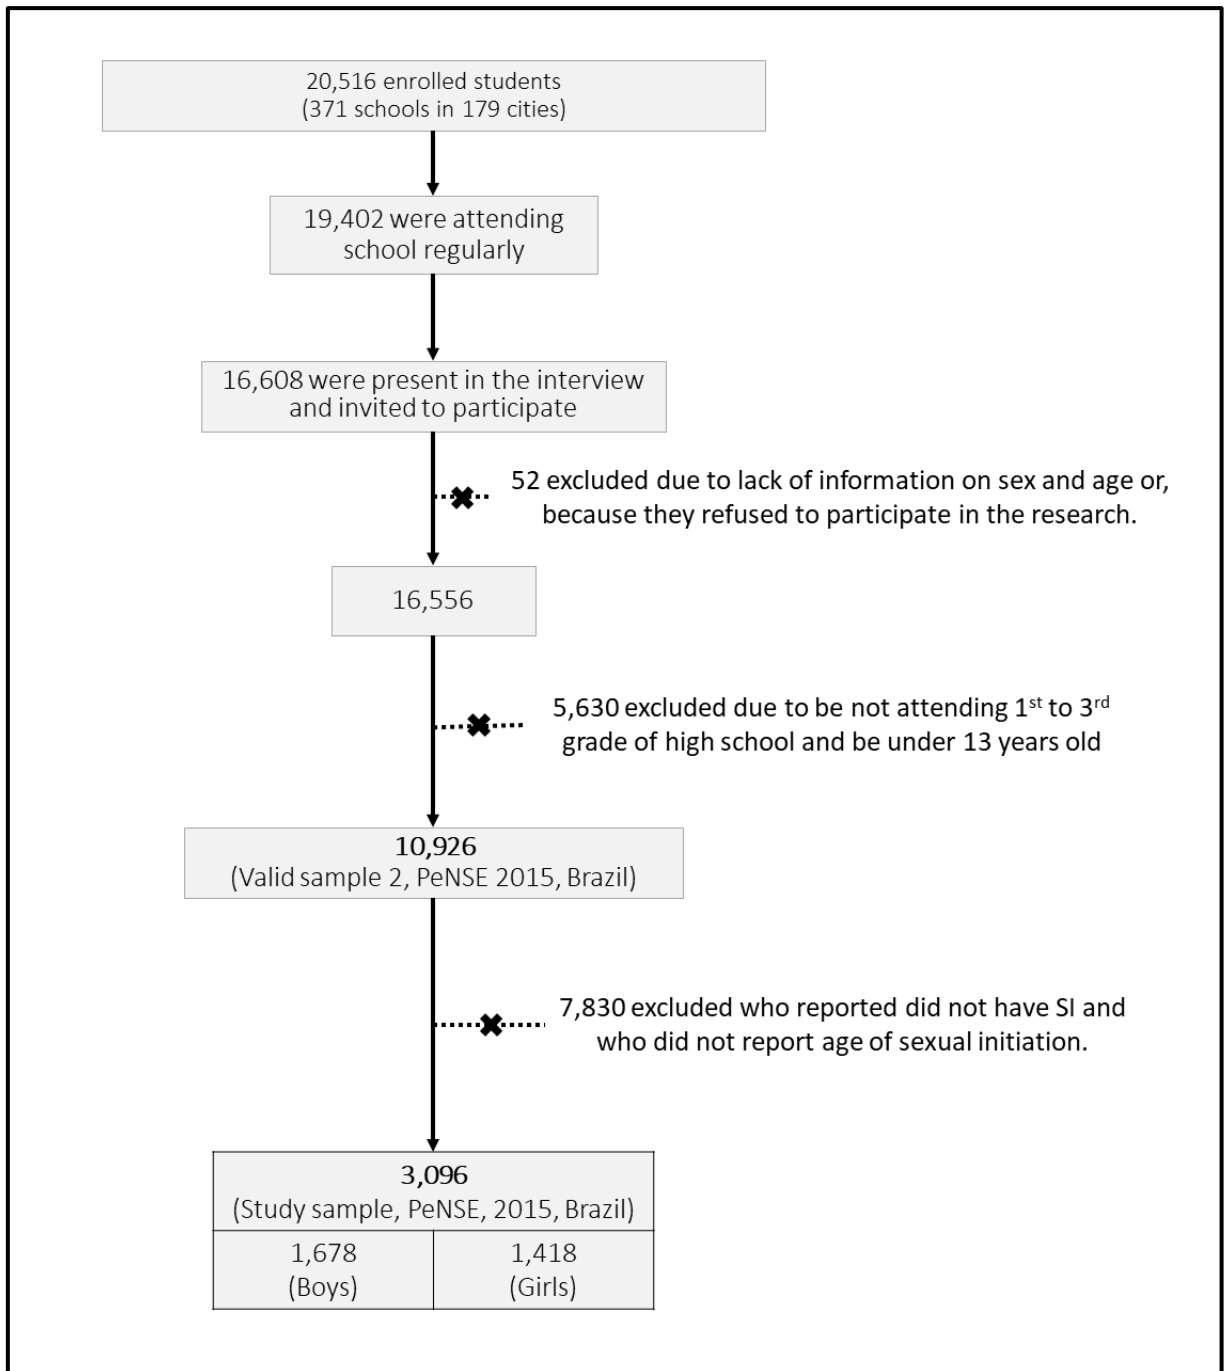 20,516 enrolled students
(371 schools in 179 cities)
19,402 were attending
school regularly
16,608 were present in the interview
and invited to participate
52 excluded due to lack of information on sex and age or,
because they refused to participate in the research.
16,556
5,630 excluded due to be not attending 1st to 3rd
grade of high school and be under 13 years old
10,926
(Valid sample 2, PeNSE 2015, Brazil)
7,830 excluded who reported did not have SI and
who did not report age of sexual initiation.
3,096
(Study sample, PeNSE, 2015, Brazil)
1,678
(Boys)
1,418
(Girls)